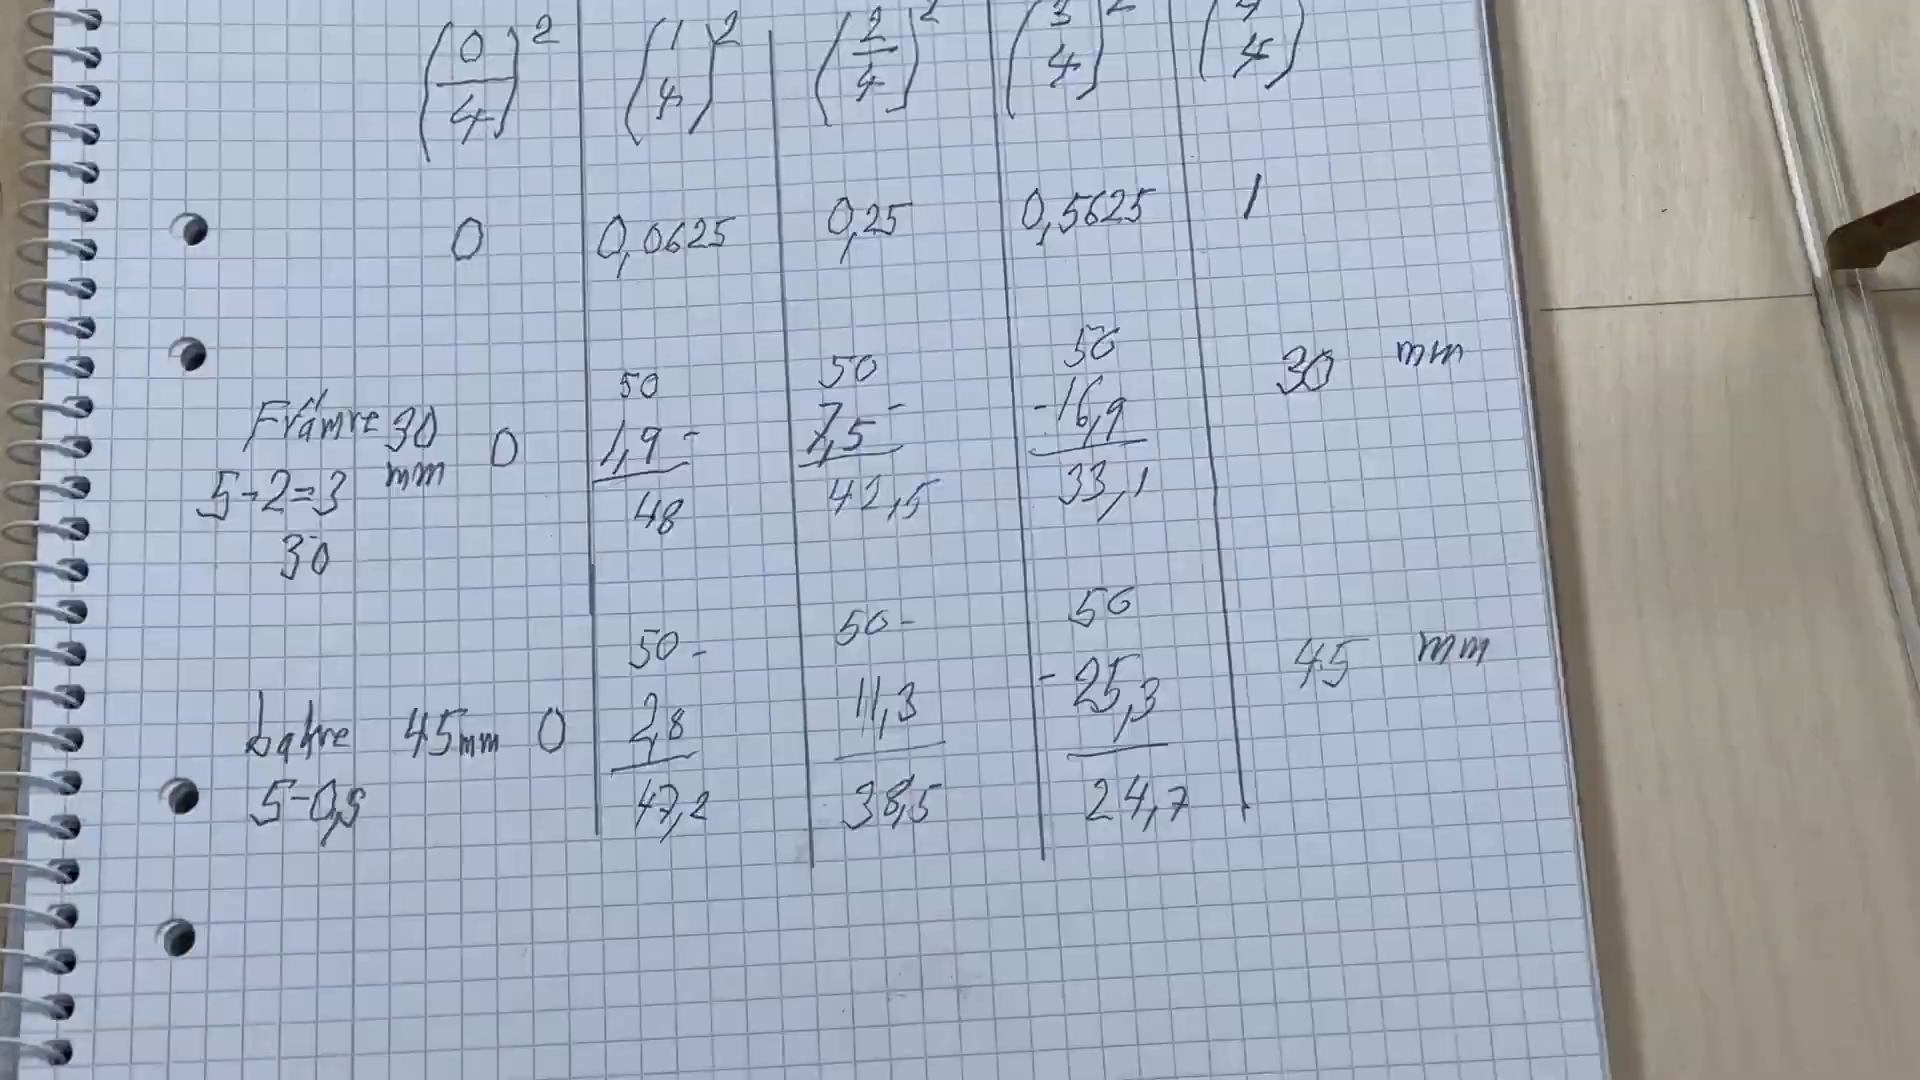 (0/4)² (1/4)² (2/4)² (3/4)² (4/4)
0 0,0625 0,25 0,5625 1
50 50 50 30 mm
Främre 30 mm 0 1,9 - 7,5 - -16,9
5-2=3 48 42,5 33,1
30
50 - 50 - 50 45 mm
bakre 45mm 0 2,8 11,3 - 25,3
5-0,5 47,2 38,5 24,7